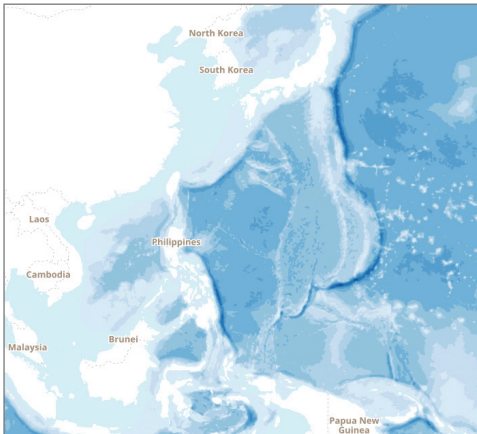 North Korea
South Korea
Laos
Philippines
Cambodia
Brunei
Malaysia
Papua New
Guinea